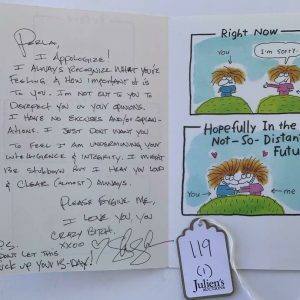 Perla,
I Apologize!
I Always Recognize What You're
Feeling & How Important it is
to You. I'm not out to
Disrespect You or Your opinions.
I Have No Excuses and/or Explan-
ations. I Just Don't Want You
to Feel I Am Undermining Your
Intelligence & Integrity. I Might
Be Stubborn But I Hear You Loud
& Clear (Almost) Always.
Please Forgive Me,
I Love You, You
Crazy Bitch.
XXOO
P.S.
Don't Let This
Fuck up Your B-Day!
Right Now
You
I'm sorry
Hopefully In the
Not-So-Distant
Future
You
me
119
(1)
Julien's
AUCTIONS